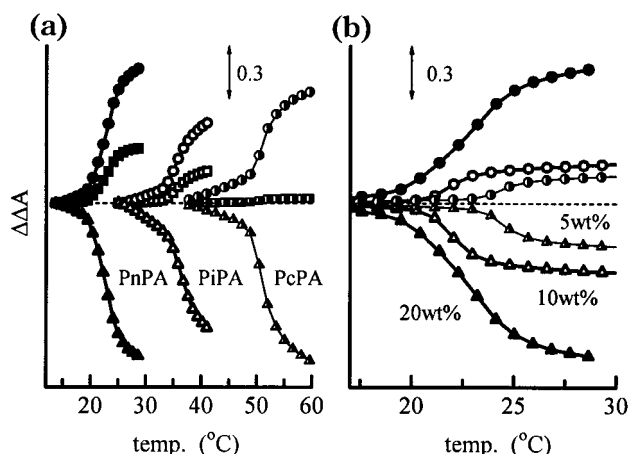 (a)
(b)
0.3
0.3
ΔΔA
PnPA
PiPA
PcPA
5wt%
10wt%
20wt%
20
30
40
50
60
20
25
30
temp. (°C)
temp. (°C)